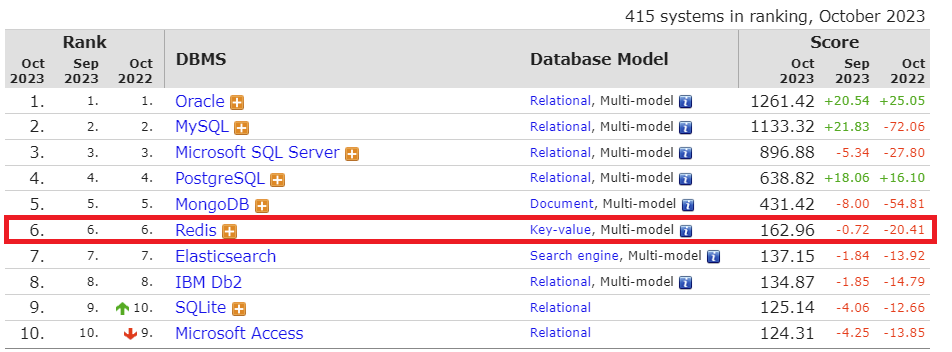 415 systems in ranking, October 2023
Rank DBMS Database Model Score
Oct 2023 Sep 2023 Oct 2022 Oct 2023 Sep 2023 Oct 2022
1. 1. 1. Oracle Relational, Multi-model 1261.42 +20.54 +25.05
2. 2. 2. MySQL Relational, Multi-model 1133.32 +21.83 -72.06
3. 3. 3. Microsoft SQL Server Relational, Multi-model 896.88 -5.34 -27.80
4. 4. 4. PostgreSQL Relational, Multi-model 638.82 +18.06 +16.10
5. 5. 5. MongoDB Document, Multi-model 431.42 -8.00 -54.81
6. 6. 6. Redis Key-value, Multi-model 162.96 -0.72 -20.41
7. 7. 7. Elasticsearch Search engine, Multi-model 137.15 -1.84 -13.92
8. 8. 8. IBM Db2 Relational, Multi-model 134.87 -1.85 -14.79
9. 9. 10. SQLite Relational 125.14 -4.06 -12.66
10. 10. 9. Microsoft Access Relational 124.31 -4.25 -13.85